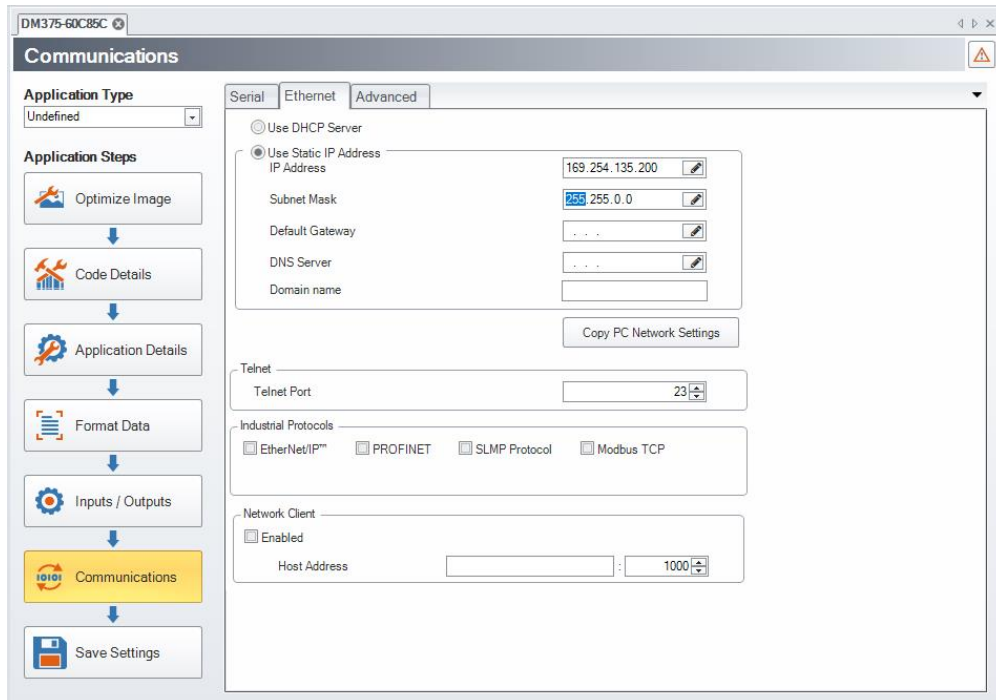 DM375-60C85C
Communications
Application Type
Undefined
Application Steps
Optimize Image
Code Details
Application Details
Format Data
Inputs / Outputs
Communications
Save Settings
Serial Ethernet Advanced
Use DHCP Server
Use Static IP Address
IP Address 169.254.135.200
Subnet Mask 255.255.0.0
Default Gateway . . .
DNS Server . . .
Domain name
Copy PC Network Settings
Telnet
Telnet Port 23
Industrial Protocols
EtherNet/IP™ PROFINET SLMP Protocol Modbus TCP
Network Client
Enabled
Host Address : 1000